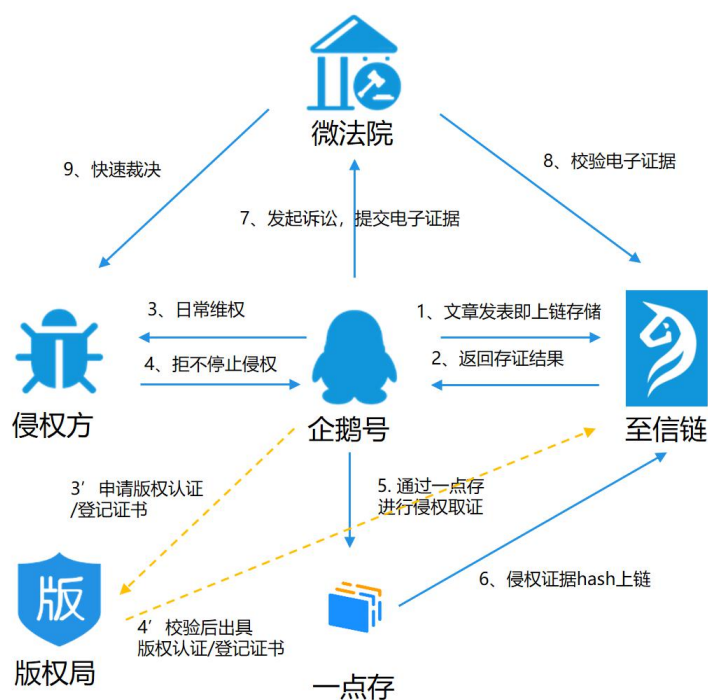 微法院
9、快速裁决
8、校验电子证据
7、发起诉讼，提交电子证据
3、日常维权
1、文章发表即上链存储
4、拒不停止侵权
2、返回存证结果
侵权方
企鹅号
至信链
3’ 申请版权认证
/登记证书
5. 通过一点存
进行侵权取证
6、侵权证据hash上链
版
4’ 校验后出具
版权认证/登记证书
版权局
一点存